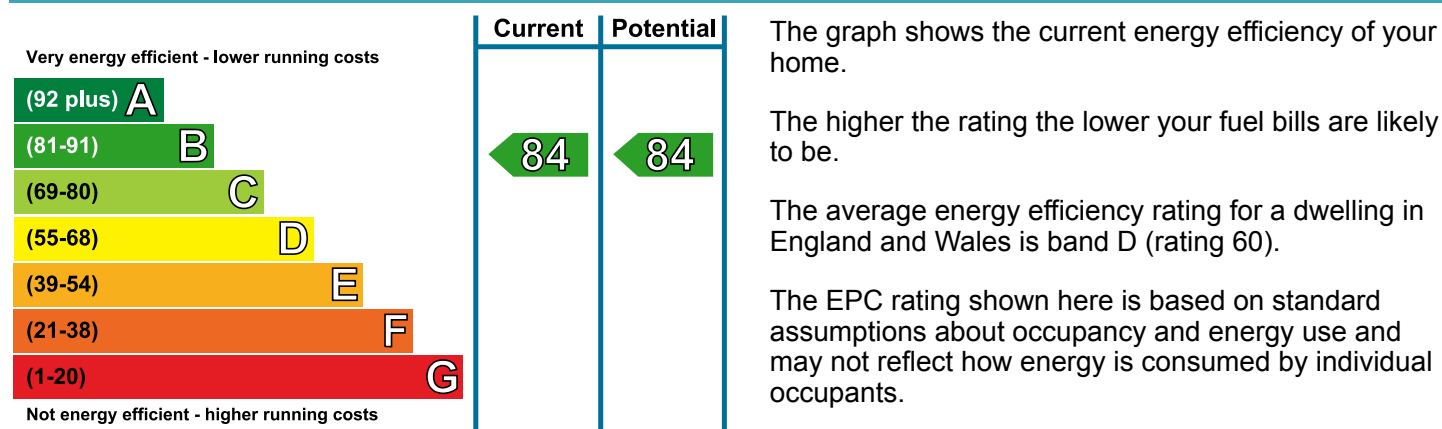 Current Potential
Very energy efficient - lower running costs
(92 plus) A
(81-91) B
84 84
(69-80) C
(55-68) D
(39-54) E
(21-38) F
(1-20) G
Not energy efficient - higher running costs
The graph shows the current energy efficiency of your
home.
The higher the rating the lower your fuel bills are likely
to be.
The average energy efficiency rating for a dwelling in
England and Wales is band D (rating 60).
The EPC rating shown here is based on standard
assumptions about occupancy and energy use and
may not reflect how energy is consumed by individual
occupants.